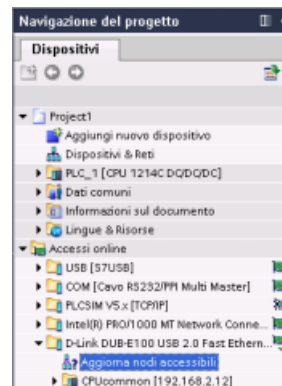 Navigazione del progetto
Dispositivi
Project1
Aggiungi nuovo dispositivo
Dispositivi & Reti
PLC_1 [CPU 1214C DC/DC/DC]
Dati comuni
Informazioni sul documento
Lingue & Risorse
Accessi online
USB [S7USB]
COM [Cavo RS232/PPI Multi Master]
PLCSIM V5.x [TCP/IP]
Intel(R) PRO/1000 MT Network Conne...
D-Link DUB-E100 USB 2.0 Fast Ethern...
Aggiorna nodi accessibili
CPUcommon [192.168.2.12]